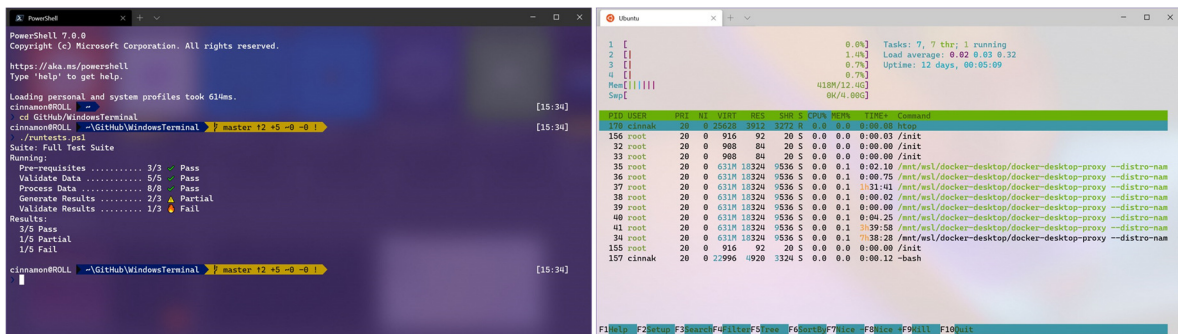 PowerShell
PowerShell 7.0.0
Copyright (c) Microsoft Corporation. All rights reserved.
https://aka.ms/powershell
Type 'help' to get help.
Loading personal and system profiles took 614ms.
cinnamon@ROLL ~ [15:34]
cd GitHub/WindowsTerminal
cinnamon@ROLL ~\GitHub\WindowsTerminal master ↑2 +5 ~0 -0 ! [15:34]
./runtests.ps1
Suite: Full Test Suite
Running:
Pre-requisites ........... 3/3 ✓ Pass
Validate Data ............ 5/5 ✓ Pass
Process Data ............. 8/8 ✓ Pass
Generate Results ......... 2/3 ⚠ Partial
Validate Results ......... 1/3 🔥 Fail
Results:
3/5 Pass
1/5 Partial
1/5 Fail
cinnamon@ROLL ~\GitHub\WindowsTerminal master ↑2 +5 ~0 -0 ! [15:34]
Ubuntu
1 [ 0.0%] Tasks: 7, 7 thr; 1 running
2 [| 1.4%] Load average: 0.02 0.03 0.32
3 [| 0.7%] Uptime: 12 days, 00:05:09
4 [| 0.7%]
Mem[|||||| 418M/12.4G]
Swp[ 0K/4.00G]
PID USER PRI NI VIRT RES SHR S CPU% MEM% TIME+ Command
170 cinnak 20 0 25620 3912 3272 R 0.0 0.0 0:00.08 htop
156 root 20 0 916 92 20 S 0.0 0.0 0:00.03 /init
32 root 20 0 908 84 20 S 0.0 0.0 0:00.00 /init
33 root 20 0 908 84 20 S 0.0 0.0 0:00.00 /init
35 root 20 0 631M 18324 9536 S 0.0 0.1 0:02.10 /mnt/wsl/docker-desktop/docker-desktop-proxy --distro-nam
36 root 20 0 631M 18324 9536 S 0.0 0.1 0:00.75 /mnt/wsl/docker-desktop/docker-desktop-proxy --distro-nam
37 root 20 0 631M 18324 9536 S 0.0 0.1 1h31:41 /mnt/wsl/docker-desktop/docker-desktop-proxy --distro-nam
38 root 20 0 631M 18324 9536 S 0.0 0.1 0:00.02 /mnt/wsl/docker-desktop/docker-desktop-proxy --distro-nam
39 root 20 0 631M 18324 9536 S 0.0 0.1 0:00.00 /mnt/wsl/docker-desktop/docker-desktop-proxy --distro-nam
40 root 20 0 631M 18324 9536 S 0.0 0.1 0:04.25 /mnt/wsl/docker-desktop/docker-desktop-proxy --distro-nam
41 root 20 0 631M 18324 9536 S 0.0 0.1 3h39:58 /mnt/wsl/docker-desktop/docker-desktop-proxy --distro-nam
34 root 20 0 631M 18324 9536 S 0.0 0.1 7h38:28 /mnt/wsl/docker-desktop/docker-desktop-proxy --distro-nam
155 root 20 0 916 92 20 S 0.0 0.0 0:00.00 /init
157 cinnak 20 0 22996 4920 3324 S 0.0 0.0 0:00.12 -bash
F1Help F2Setup F3SearchF4FilterF5Tree F6SortByF7Nice -F8Nice +F9Kill F10Quit